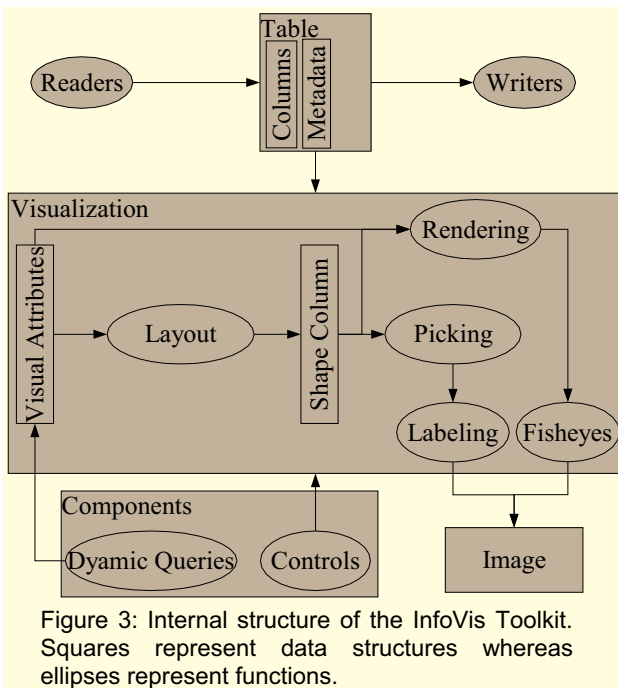 Table
Readers
Columns
Metadata
Writers
Visualization
Rendering
Visual Attributes
Layout
Shape Column
Picking
Labeling
Fisheyes
Components
Dyamic Queries
Controls
Image
Figure 3: Internal structure of the InfoVis Toolkit.
Squares represent data structures whereas
ellipses represent functions.